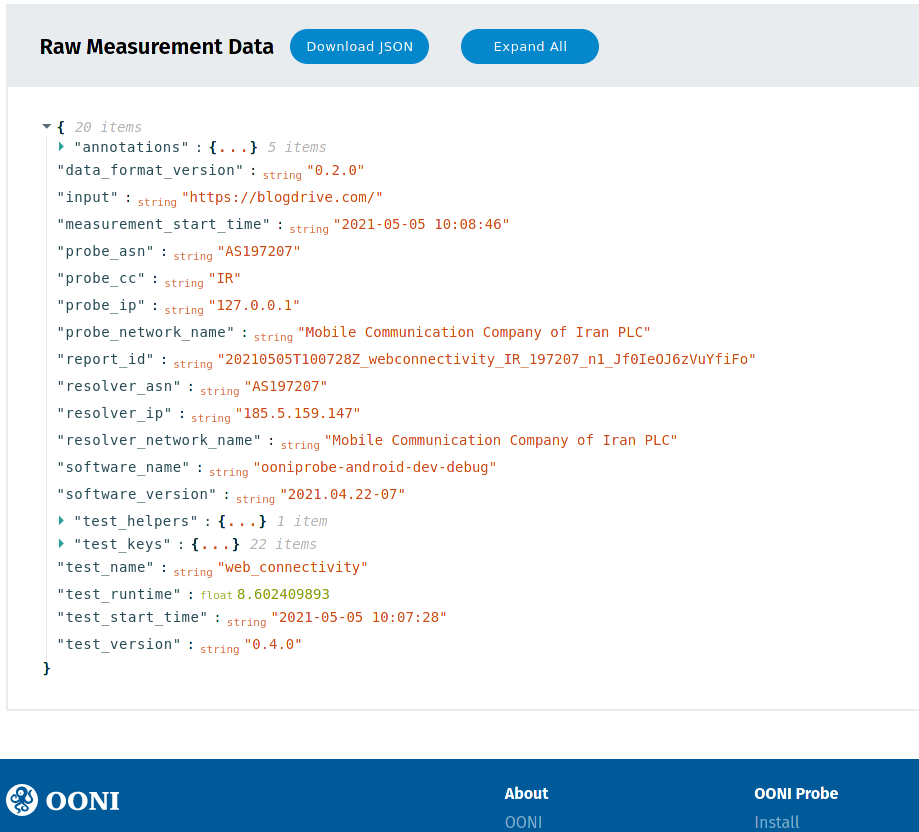 Raw Measurement Data Download JSON Expand All
{ 20 items
"annotations" : {...} 5 items
"data_format_version" : string "0.2.0"
"input" : string "https://blogdrive.com/"
"measurement_start_time" : string "2021-05-05 10:08:46"
"probe_asn" : string "AS197207"
"probe_cc" : string "IR"
"probe_ip" : string "127.0.0.1"
"probe_network_name" : string "Mobile Communication Company of Iran PLC"
"report_id" : string "20210505T100728Z_webconnectivity_IR_197207_n1_Jf0IeOJ6zVuYfiFo"
"resolver_asn" : string "AS197207"
"resolver_ip" : string "185.5.159.147"
"resolver_network_name" : string "Mobile Communication Company of Iran PLC"
"software_name" : string "ooniprobe-android-dev-debug"
"software_version" : string "2021.04.22-07"
"test_helpers" : {...} 1 item
"test_keys" : {...} 22 items
"test_name" : string "web_connectivity"
"test_runtime" : float 8.602409893
"test_start_time" : string "2021-05-05 10:07:28"
"test_version" : string "0.4.0"
}
OONI About OONI Probe
OONI Install